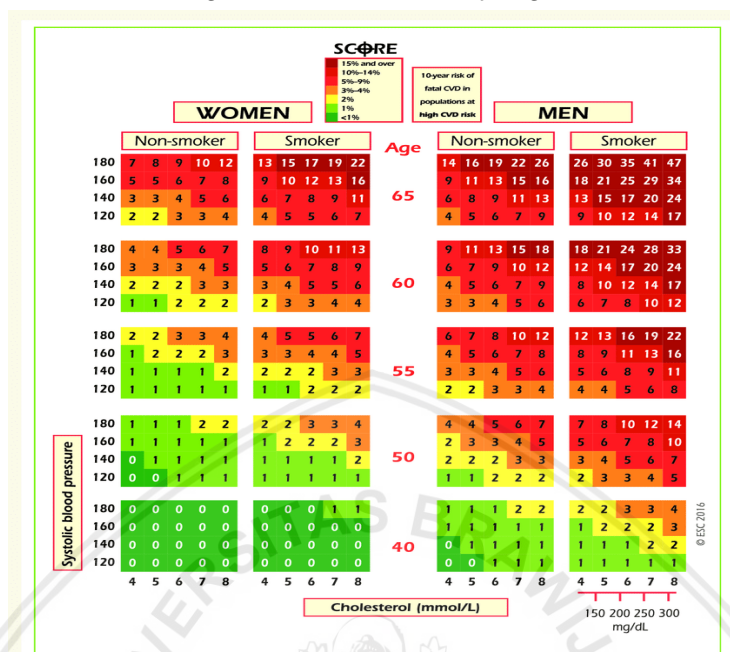 SCORE
15% and over
10%–14%
5%–9%
3%–4%
2%
1%
<1%
10-year risk of
fatal CVD in
populations at
high CVD risk
WOMEN MEN
Non-smoker Smoker Age Non-smoker Smoker
180 7 8 9 10 12 13 15 17 19 22 14 16 19 22 26 26 30 35 41 47
160 5 5 6 7 8 9 10 12 13 16 9 11 13 15 16 18 21 25 29 34
140 3 3 4 5 6 6 7 8 9 11 65 6 8 9 11 13 13 15 17 20 24
120 2 2 3 3 4 4 5 5 6 7 4 5 6 7 9 9 10 12 14 17
180 4 4 5 6 7 8 9 10 11 13 9 11 13 15 18 18 21 24 28 33
160 3 3 3 4 5 5 6 7 8 9 6 7 9 10 12 12 14 17 20 24
140 2 2 2 3 3 3 4 5 5 6 60 4 5 6 7 9 8 10 12 14 17
120 1 1 2 2 2 2 3 3 4 4 3 3 4 5 6 6 7 8 10 12
180 2 2 3 3 4 4 5 5 6 7 6 7 8 10 12 12 13 16 19 22
160 1 2 2 2 3 3 3 4 4 5 4 5 6 7 8 8 9 11 13 16
140 1 1 1 1 2 2 2 2 3 3 55 3 3 4 5 6 5 6 8 9 11
120 1 1 1 1 1 1 1 2 2 2 2 2 3 3 4 4 4 5 6 8
180 1 1 1 2 2 2 2 3 3 4 4 4 5 6 7 7 8 10 12 14
160 1 1 1 1 1 1 2 2 2 3 2 3 3 4 5 5 6 7 8 10
140 0 1 1 1 1 1 1 1 1 2 50 2 2 2 3 3 3 4 5 6 7
120 0 0 1 1 1 1 1 1 1 1 1 1 2 2 2 2 3 3 4 5
180 0 0 0 0 0 0 0 0 1 1 1 1 1 2 2 2 2 3 3 4
160 0 0 0 0 0 0 0 0 0 0 1 1 1 1 1 1 2 2 2 3
140 0 0 0 0 0 0 0 0 0 0 40 0 1 1 1 1 1 1 1 2 2
120 0 0 0 0 0 0 0 0 0 0 0 0 1 1 1 1 1 1 1 1
4 5 6 7 8 4 5 6 7 8 4 5 6 7 8 4 5 6 7 8
Systolic blood pressure
Cholesterol (mmol/L)
150 200 250 300
mg/dL
© ESC 2016
VERSITAS BRAWIJ